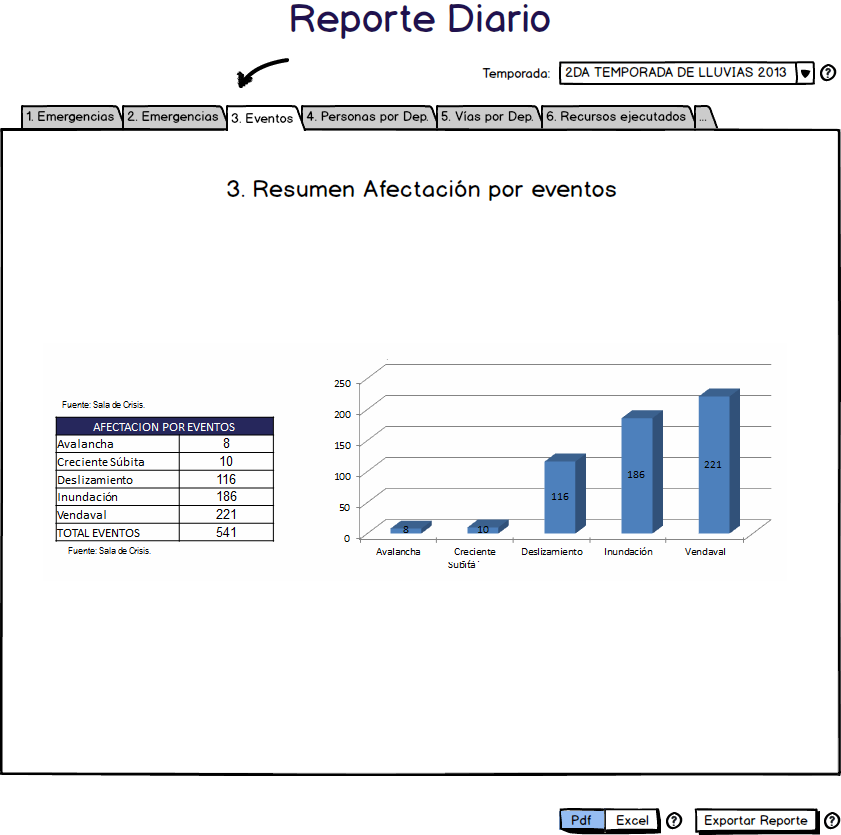 Reporte Diario
Temporada: 2DA TEMPORADA DE LLUVIAS 2013 ?
1. Emergencias 2. Emergencias 3. Eventos 4. Personas por Dep. 5. Vías por Dep. 6. Recursos ejecutados ...
3. Resumen Afectación por eventos
Fuente: Sala de Crisis.
AFECTACION POR EVENTOS
Avalancha 8
Creciente Súbita 10
Deslizamiento 116
Inundación 186
Vendaval 221
TOTAL EVENTOS 541
Fuente: Sala de Crisis.
250
200
150
100
50
0
8 10 116 186 221
Avalancha Creciente Deslizamiento Inundación Vendaval
Súbita
Pdf Excel ? Exportar Reporte ?